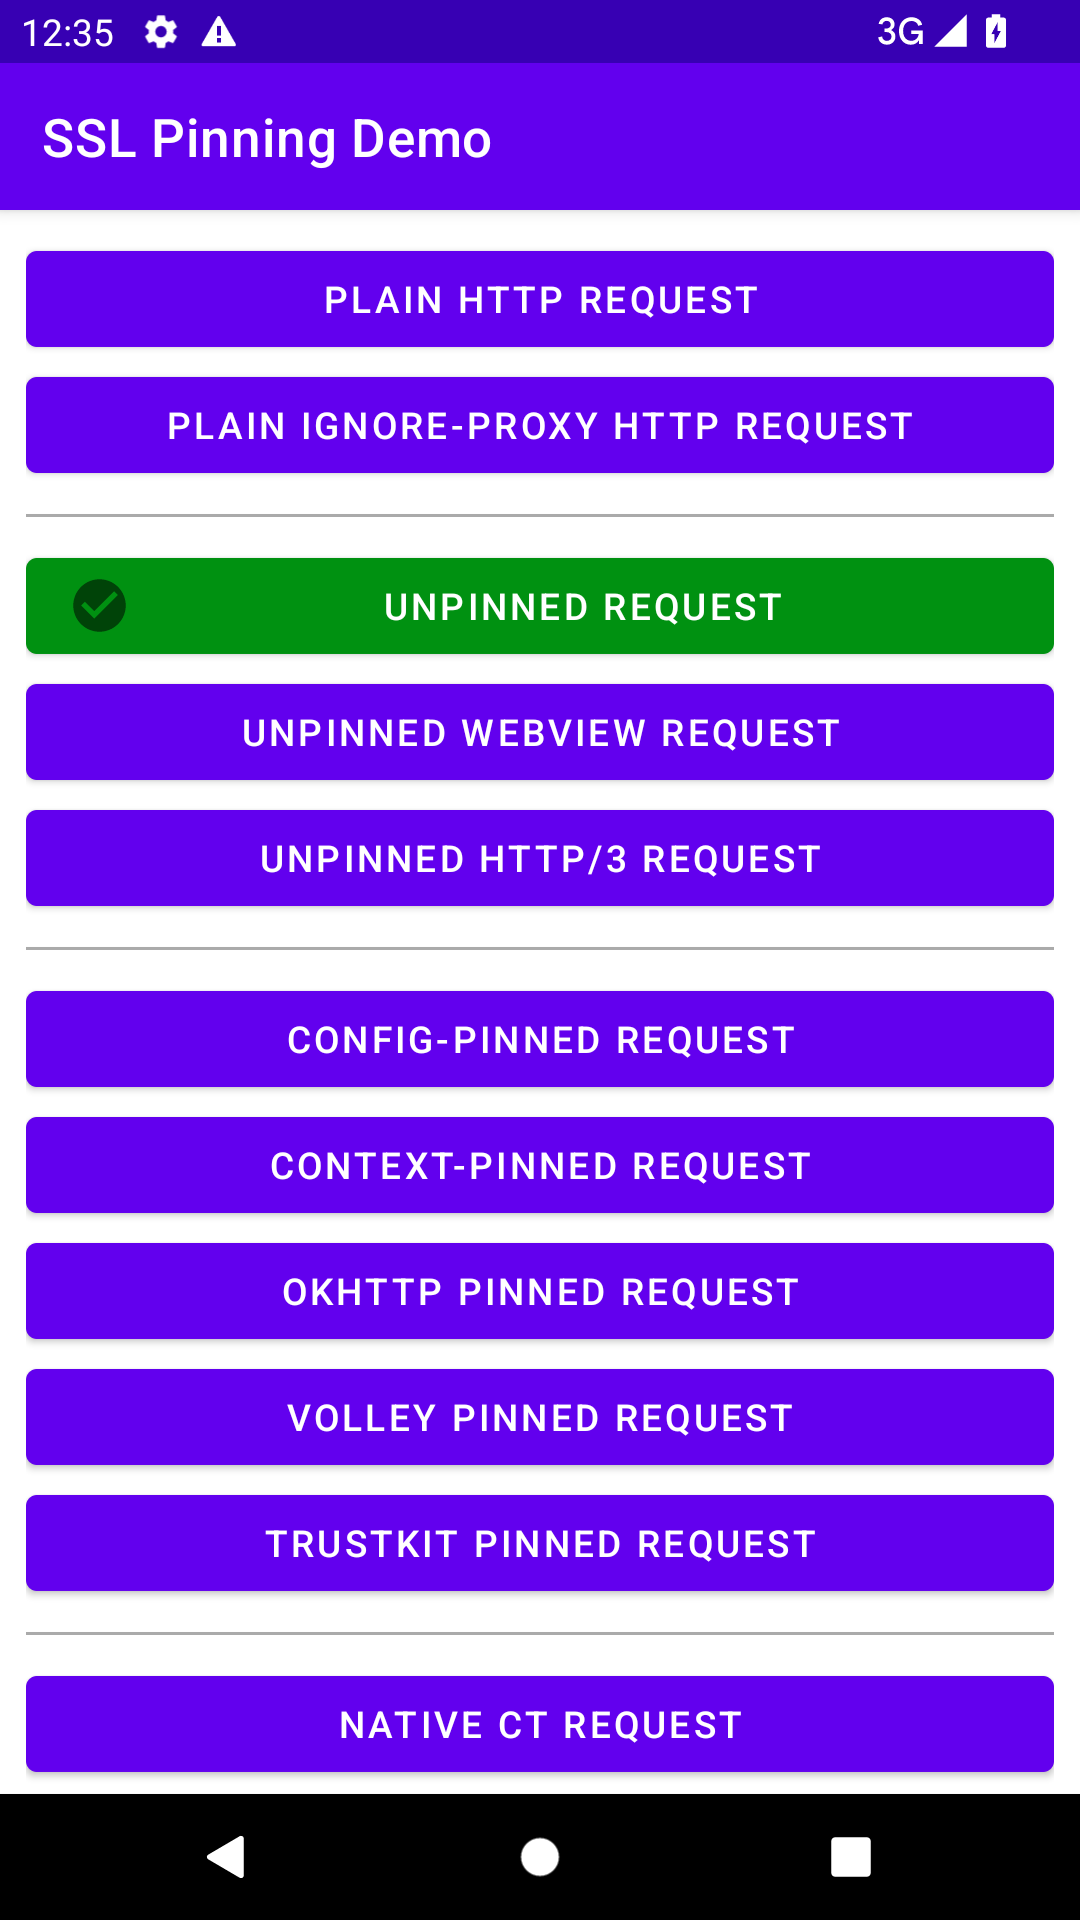 12:35
3G
SSL Pinning Demo
PLAIN HTTP REQUEST
PLAIN IGNORE-PROXY HTTP REQUEST
UNPINNED REQUEST
UNPINNED WEBVIEW REQUEST
UNPINNED HTTP/3 REQUEST
CONFIG-PINNED REQUEST
CONTEXT-PINNED REQUEST
OKHTTP PINNED REQUEST
VOLLEY PINNED REQUEST
TRUSTKIT PINNED REQUEST
NATIVE CT REQUEST